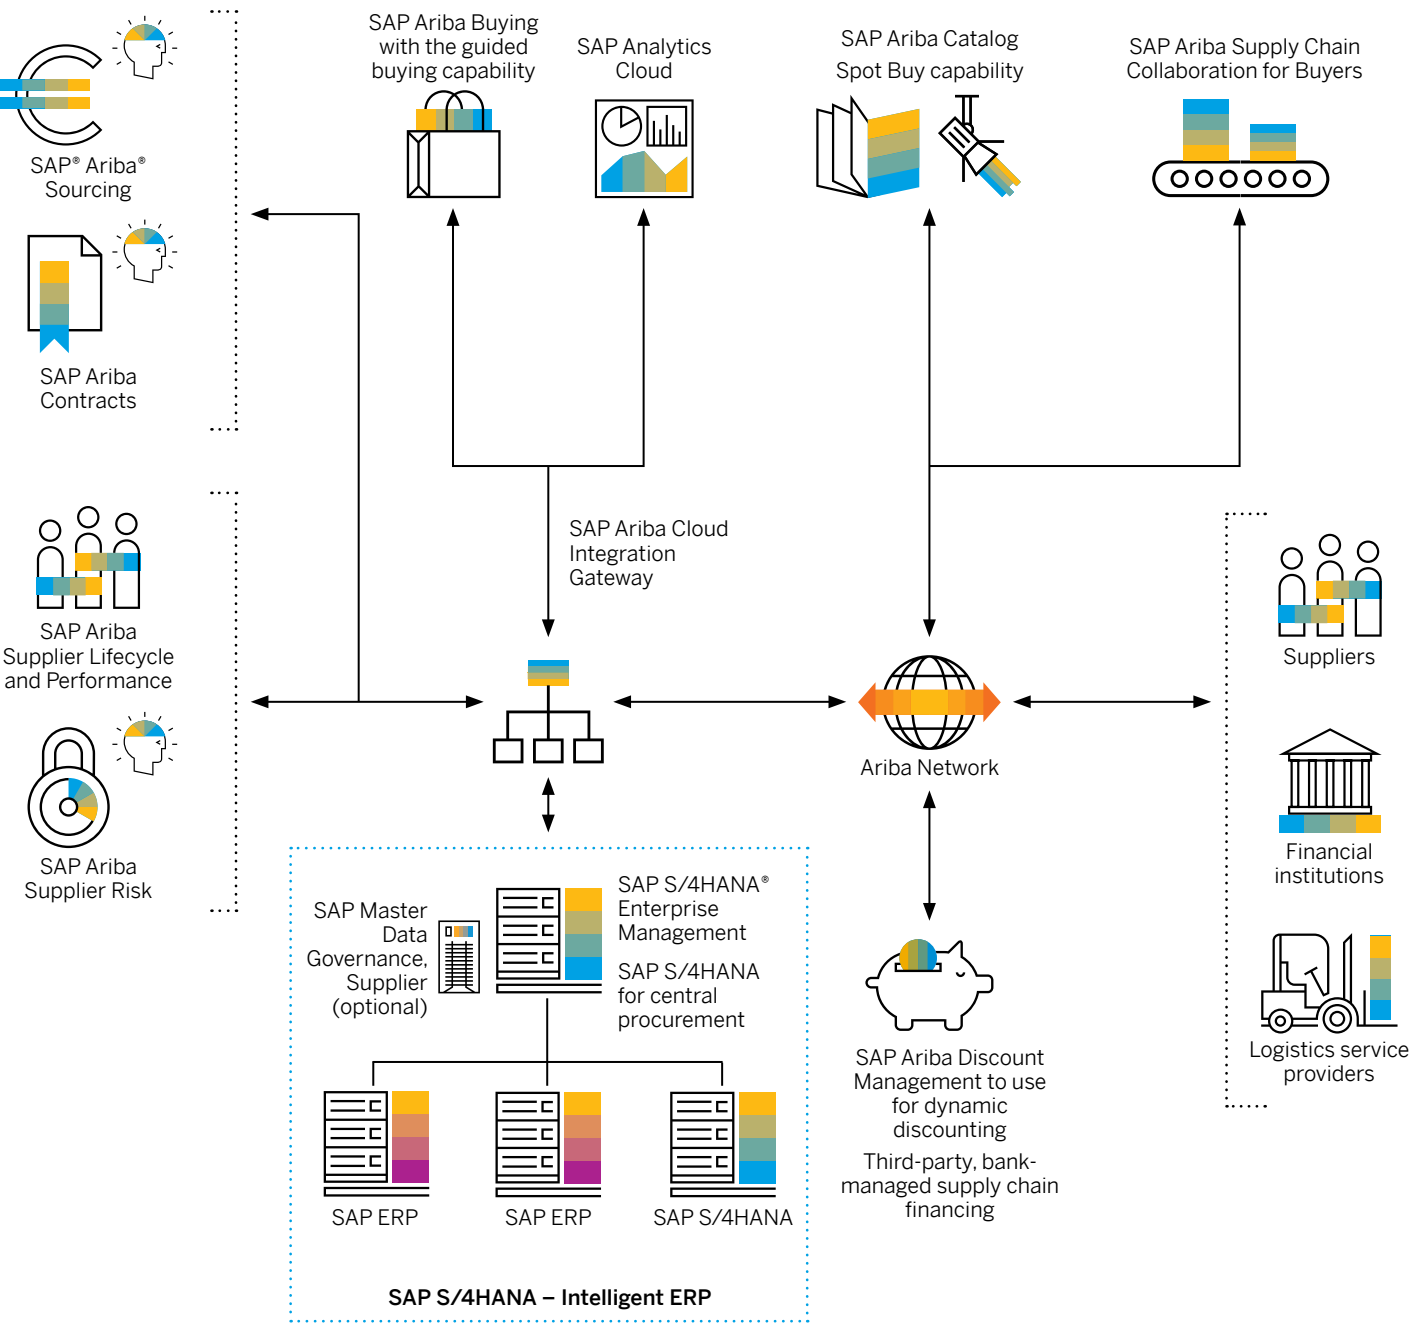 SAP® Ariba®
Sourcing
SAP Ariba
Contracts
SAP Ariba
Supplier Lifecycle
and Performance
SAP Ariba
Supplier Risk
SAP Ariba Buying
with the guided
buying capability
SAP Analytics
Cloud
SAP Ariba Catalog
Spot Buy capability
SAP Ariba Supply Chain
Collaboration for Buyers
SAP Ariba Cloud
Integration
Gateway
Ariba Network
Suppliers
Financial
institutions
Logistics service
providers
SAP Master
Data
Governance,
Supplier
(optional)
SAP S/4HANA®
Enterprise
Management
SAP S/4HANA
for central
procurement
SAP ERP
SAP ERP
SAP S/4HANA
SAP S/4HANA – Intelligent ERP
SAP Ariba Discount
Management to use
for dynamic
discounting
Third-party, bank-
managed supply chain
financing